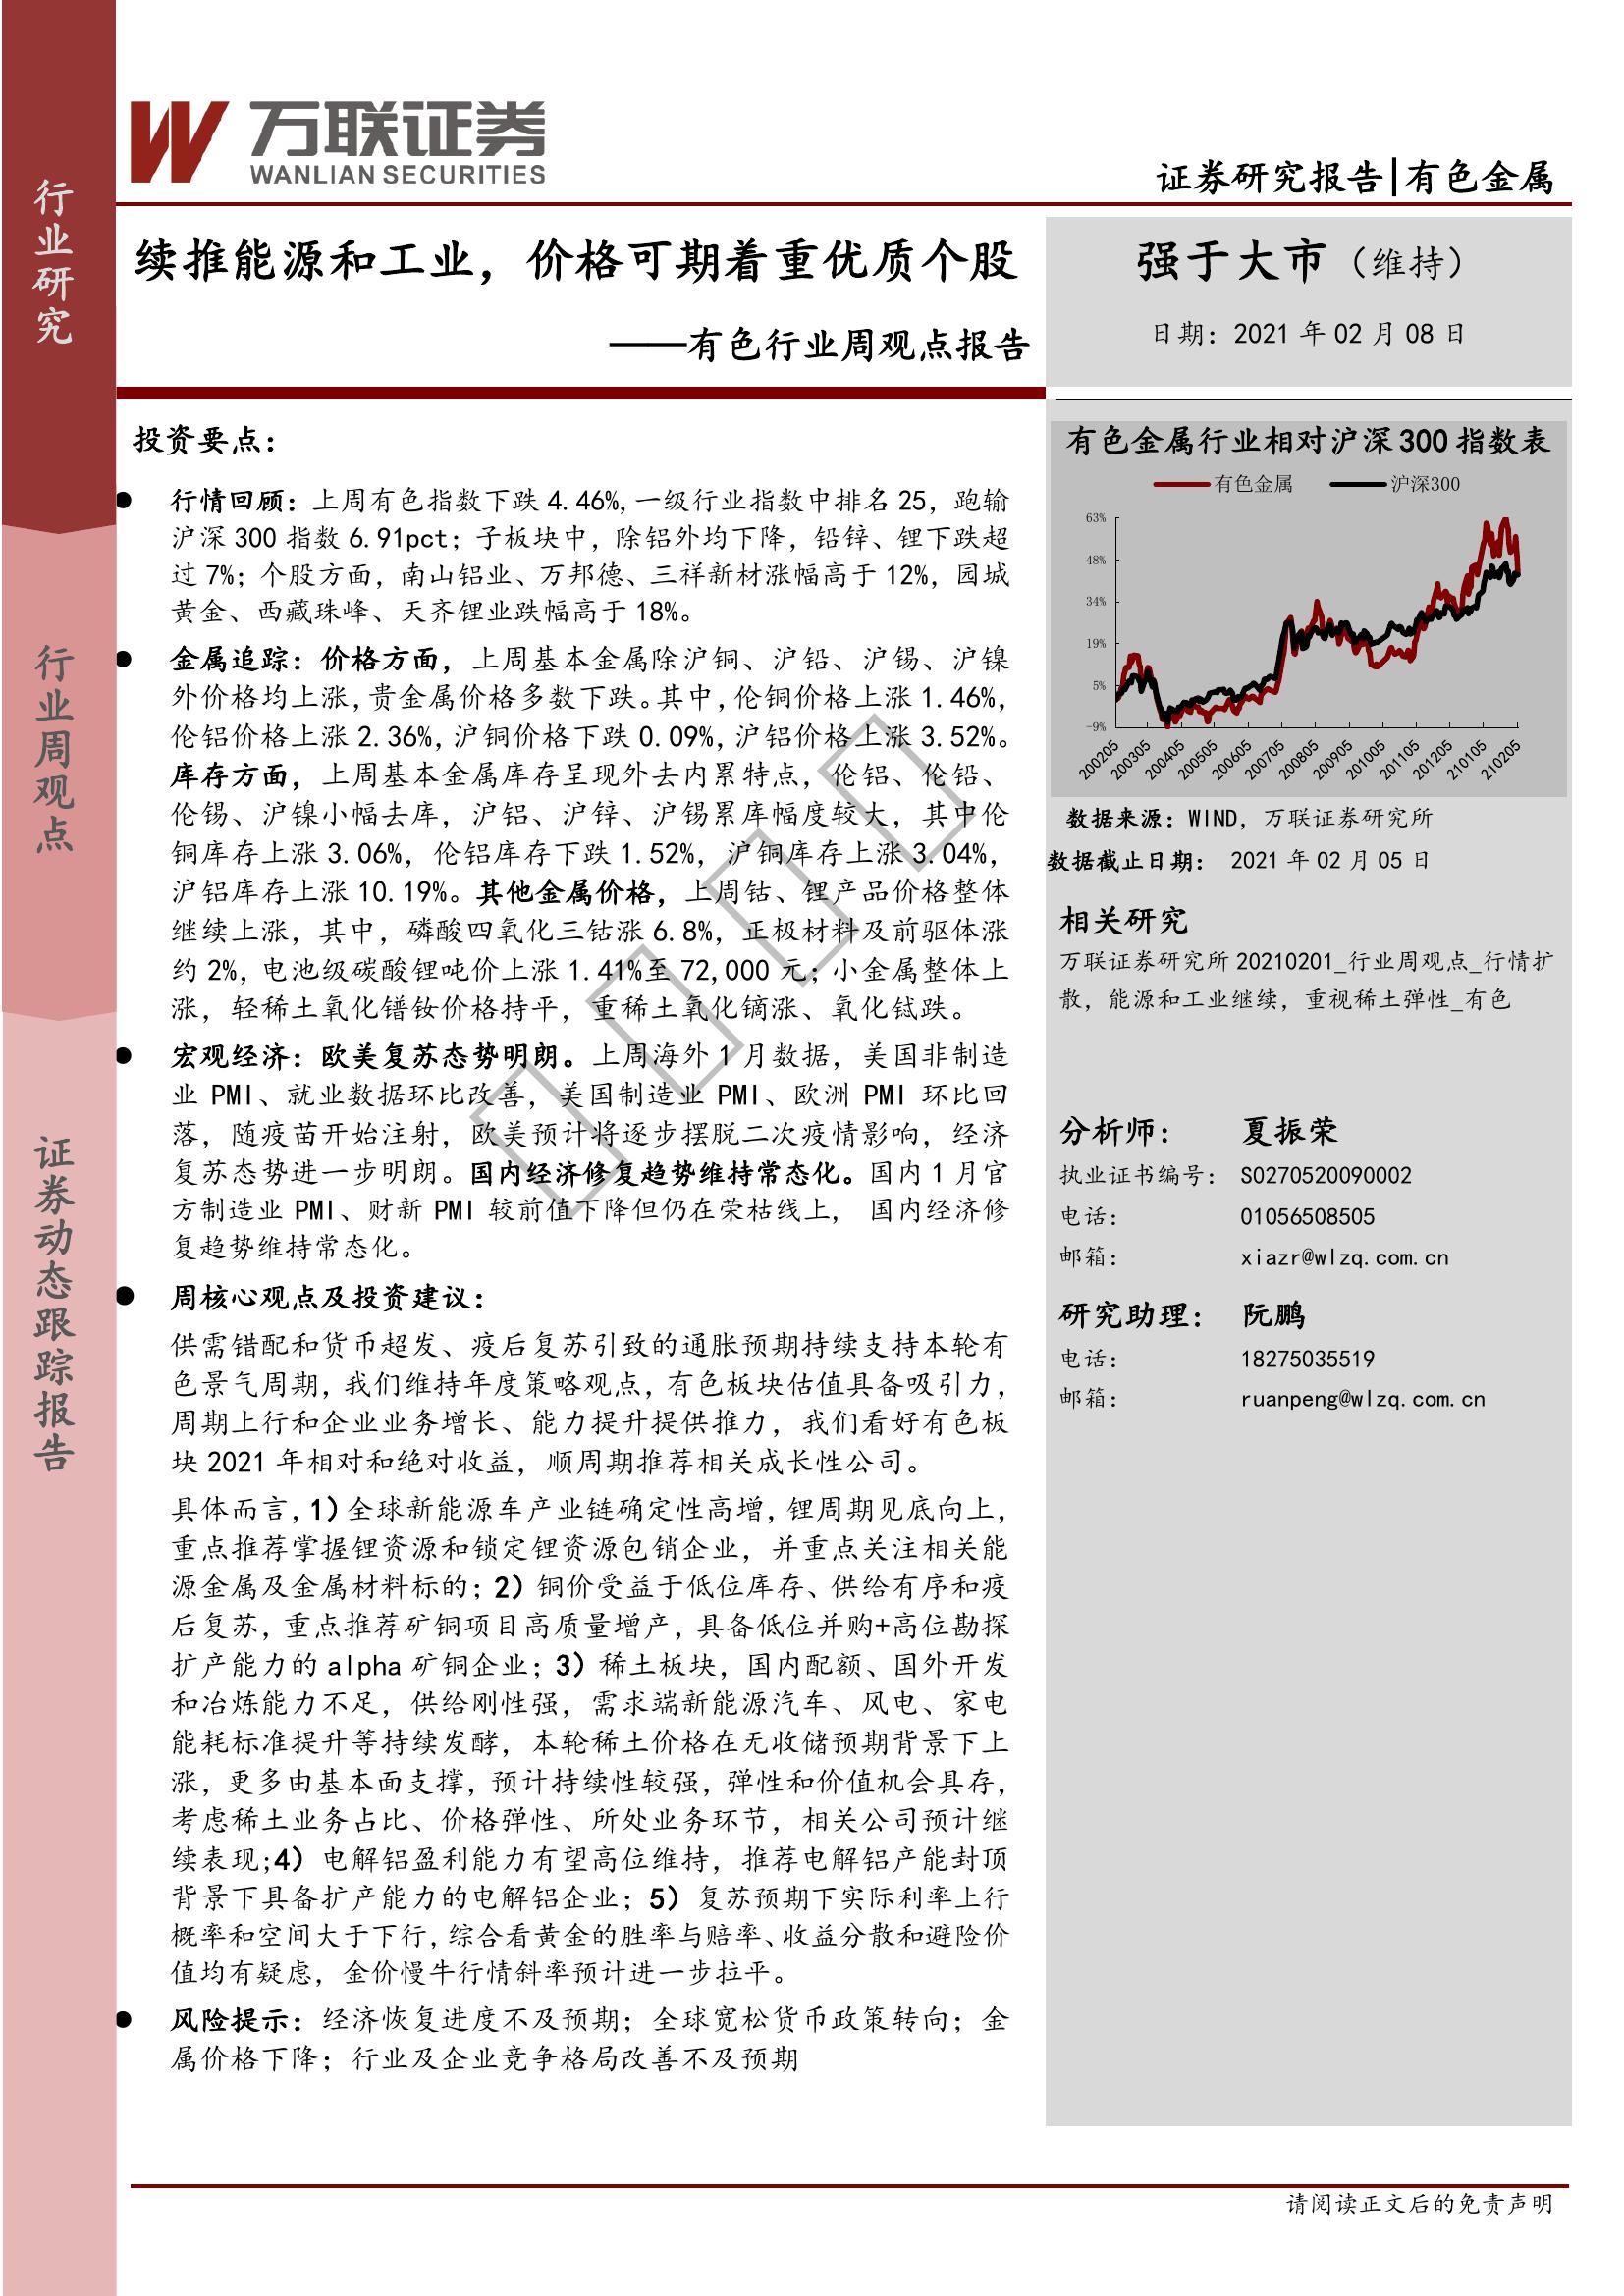 行业研究
行业周观点
证券动态跟踪报告
万联证券
WANLIAN SECURITIES
证券研究报告|有色金属
续推能源和工业，价格可期着重优质个股
——有色行业周观点报告
强于大市（维持）
日期：2021 年 02 月 08 日
投资要点：
● 行情回顾：上周有色指数下跌 4.46%,一级行业指数中排名 25，跑输
沪深 300 指数 6.91pct；子板块中，除铝外均下降，铅锌、锂下跌超
过 7%；个股方面，南山铝业、万邦德、三祥新材涨幅高于 12%，园城
黄金、西藏珠峰、天齐锂业跌幅高于 18%。
● 金属追踪：价格方面，上周基本金属除沪铜、沪铅、沪锡、沪镍
外价格均上涨,贵金属价格多数下跌。其中,伦铜价格上涨 1.46%,
伦铝价格上涨 2.36%,沪铜价格下跌 0.09%,沪铝价格上涨 3.52%。
库存方面，上周基本金属库存呈现外去内累特点，伦铝、伦铅、
伦锡、沪镍小幅去库，沪铝、沪锌、沪锡累库幅度较大，其中伦
铜库存上涨 3.06%，伦铝库存下跌 1.52%，沪铜库存上涨 3.04%，
沪铝库存上涨 10.19%。其他金属价格，上周钴、锂产品价格整体
继续上涨，其中，磷酸四氧化三钴涨 6.8%，正极材料及前驱体涨
约 2%,电池级碳酸锂吨价上涨 1.41%至 72,000 元；小金属整体上
涨，轻稀土氧化镨钕价格持平，重稀土氧化镝涨、氧化铽跌。
● 宏观经济：欧美复苏态势明朗。上周海外 1 月数据，美国非制造
业 PMI、就业数据环比改善，美国制造业 PMI、欧洲 PMI 环比回
落，随疫苗开始注射，欧美预计将逐步摆脱二次疫情影响，经济
复苏态势进一步明朗。国内经济修复趋势维持常态化。国内 1 月官
方制造业 PMI、财新 PMI 较前值下降但仍在荣枯线上， 国内经济修
复趋势维持常态化。
● 周核心观点及投资建议：
供需错配和货币超发、疫后复苏引致的通胀预期持续支持本轮有
色景气周期,我们维持年度策略观点,有色板块估值具备吸引力,
周期上行和企业业务增长、能力提升提供推力，我们看好有色板
块 2021 年相对和绝对收益，顺周期推荐相关成长性公司。
具体而言,1)全球新能源车产业链确定性高增,锂周期见底向上,
重点推荐掌握锂资源和锁定锂资源包销企业，并重点关注相关能
源金属及金属材料标的；2）铜价受益于低位库存、供给有序和疫
后复苏,重点推荐矿铜项目高质量增产,具备低位并购+高位勘探
扩产能力的 alpha 矿铜企业；3）稀土板块，国内配额、国外开发
和冶炼能力不足，供给刚性强，需求端新能源汽车、风电、家电
能耗标准提升等持续发酵，本轮稀土价格在无收储预期背景下上
涨，更多由基本面支撑，预计持续性较强，弹性和价值机会具存，
考虑稀土业务占比、价格弹性、所处业务环节，相关公司预计继
续表现;4）电解铝盈利能力有望高位维持，推荐电解铝产能封顶
背景下具备扩产能力的电解铝企业；5）复苏预期下实际利率上行
概率和空间大于下行,综合看黄金的胜率与赔率、收益分散和避险价
值均有疑虑，金价慢牛行情斜率预计进一步拉平。
● 风险提示：经济恢复进度不及预期；全球宽松货币政策转向；金
属价格下降；行业及企业竞争格局改善不及预期
有色金属行业相对沪深 300 指数表
有色金属 沪深300
63%
48%
34%
19%
5%
-9%
200205 200305 200405 200505 200605 200705 200805 200905 201005 201105 201205 210105 210205
数据来源：WIND，万联证券研究所
数据截止日期： 2021 年 02 月 05 日
相关研究
万联证券研究所 20210201_行业周观点_行情扩
散，能源和工业继续，重视稀土弹性_有色
分析师： 夏振荣
执业证书编号： S0270520090002
电话： 01056508505
邮箱： xiazr@wlzq.com.cn
研究助理： 阮鹏
电话： 18275035519
邮箱： ruanpeng@wlzq.com.cn
请阅读正文后的免责声明